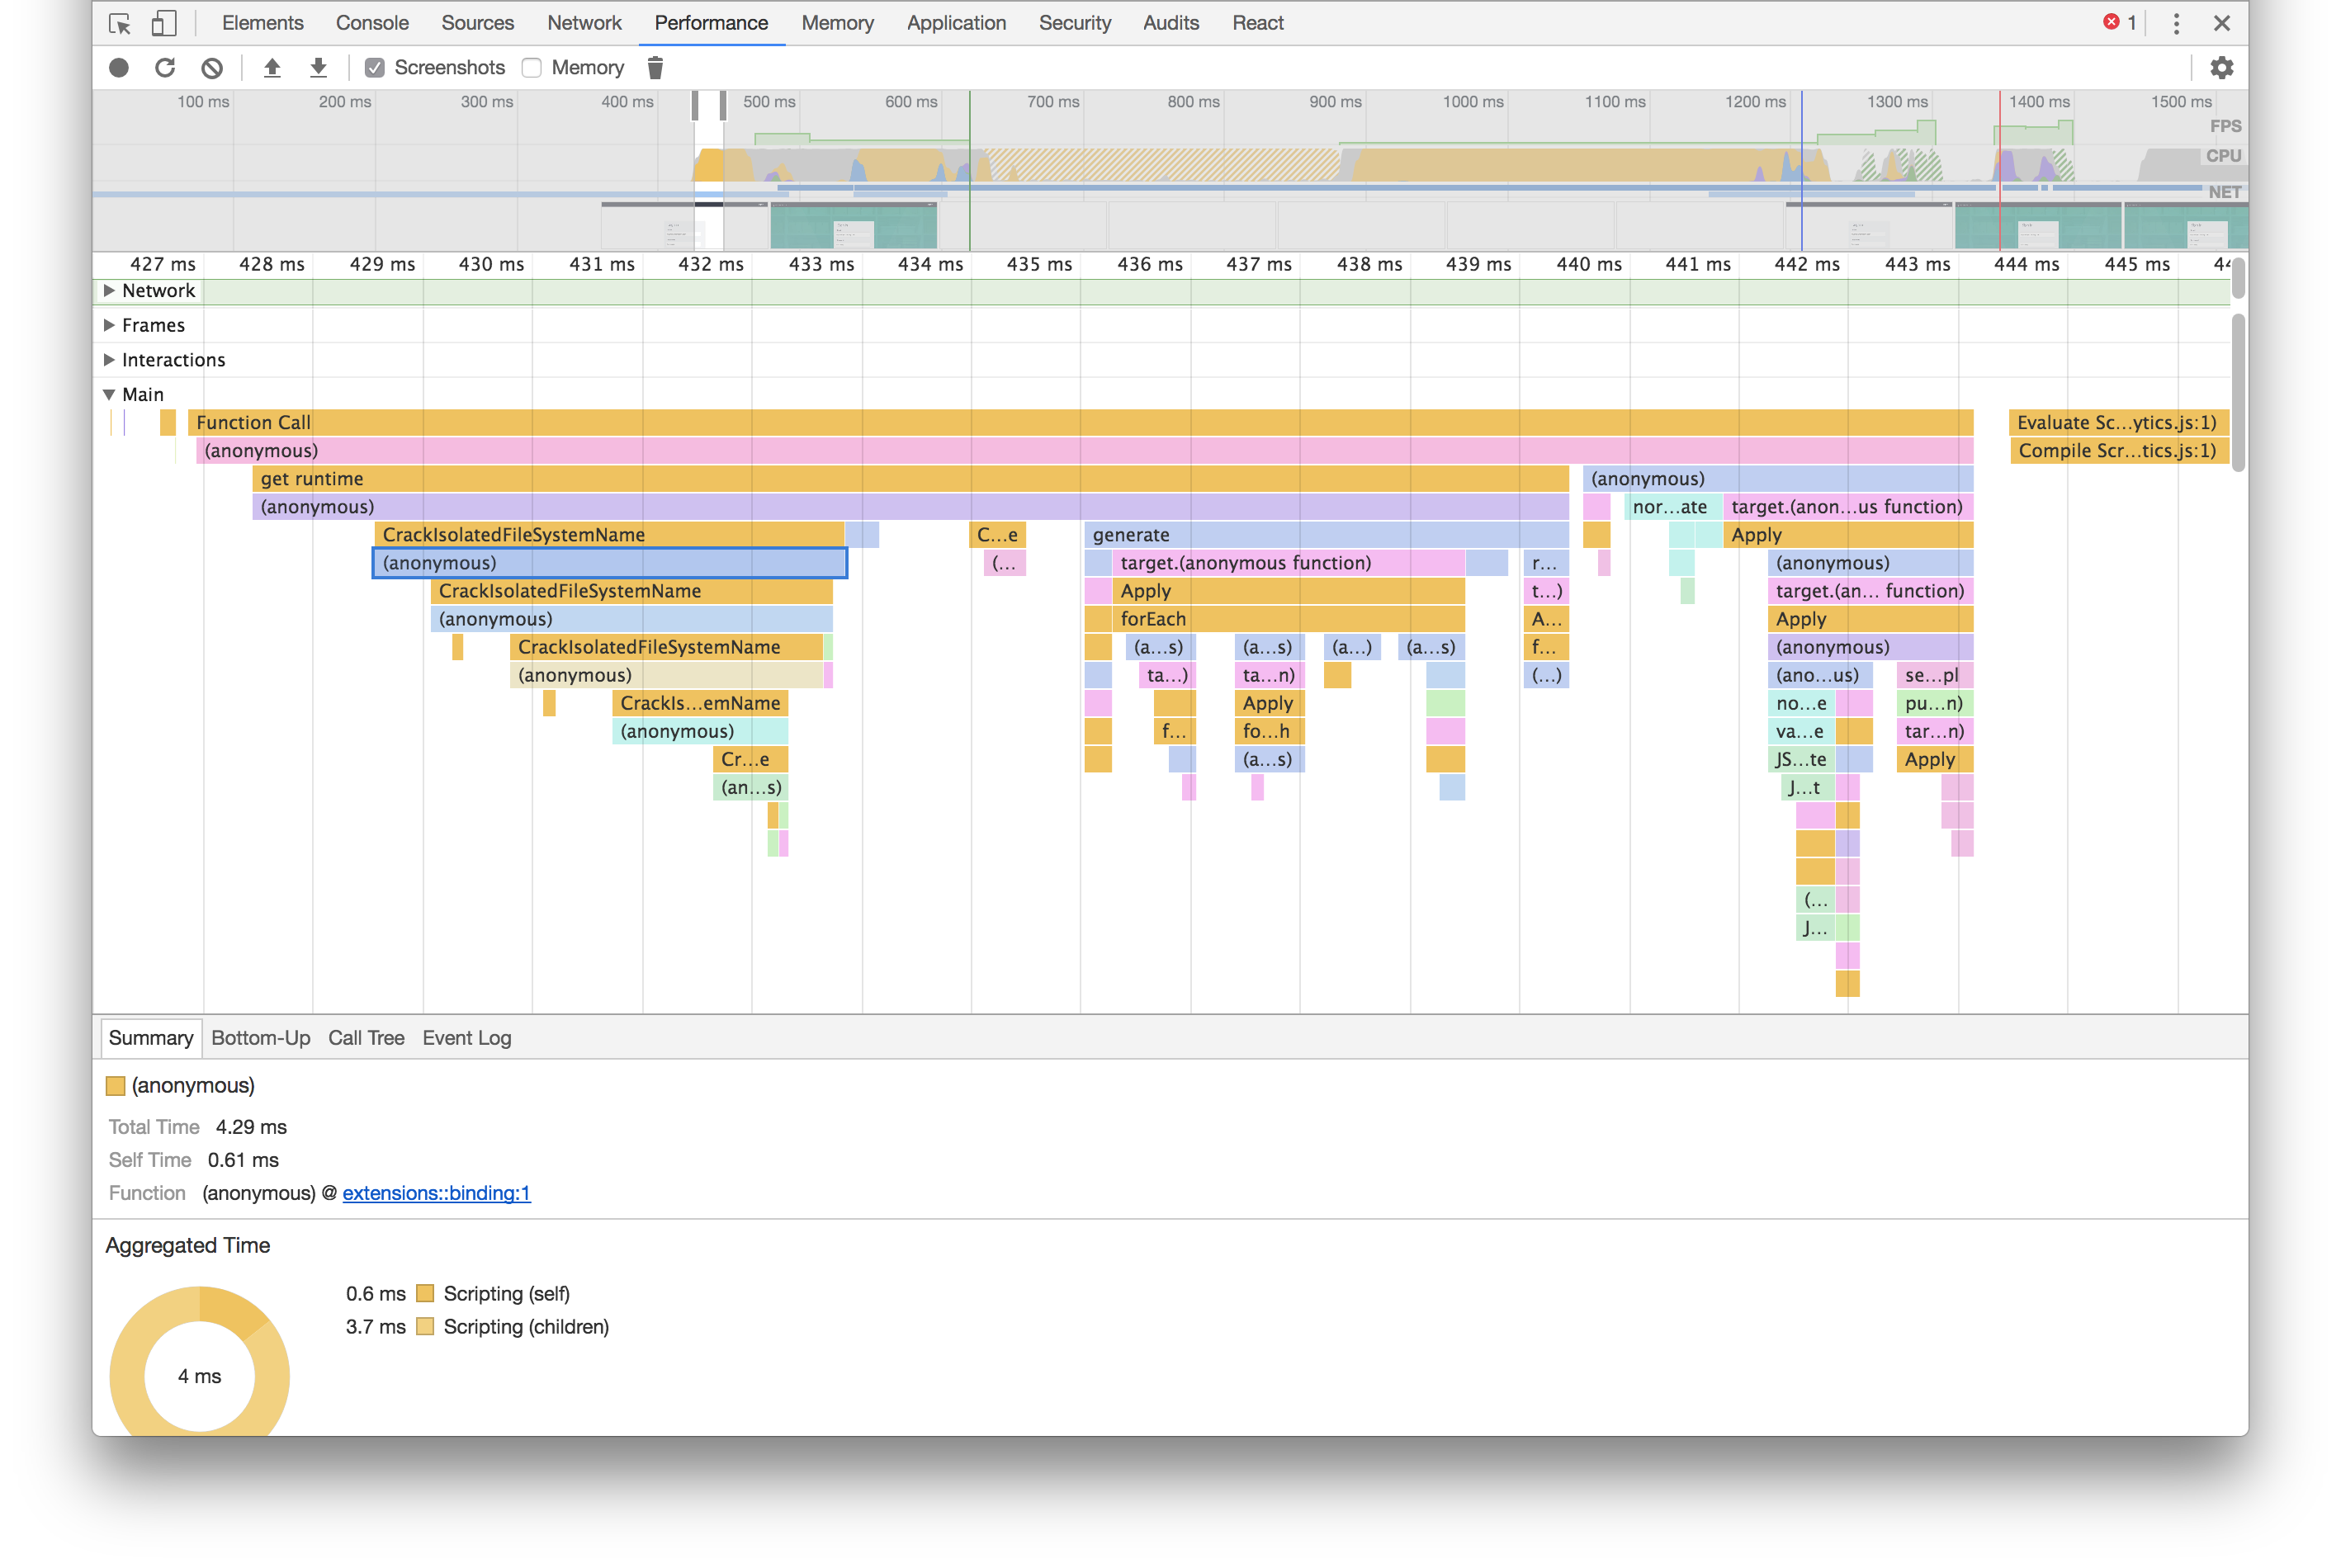 Elements Console Sources Network Performance Memory Application Security Audits React 1
Screenshots Memory
100 ms 200 ms 300 ms 400 ms 500 ms 600 ms 700 ms 800 ms 900 ms 1000 ms 1100 ms 1200 ms 1300 ms 1400 ms 1500 ms
FPS
CPU
NET
427 ms 428 ms 429 ms 430 ms 431 ms 432 ms 433 ms 434 ms 435 ms 436 ms 437 ms 438 ms 439 ms 440 ms 441 ms 442 ms 443 ms 444 ms 445 ms
Network
Frames
Interactions
Main
Function Call Evaluate Sc...ytics.js:1)
(anonymous) Compile Scr...tics.js:1)
get runtime (anonymous)
(anonymous) nor...ate target.(anon...us function)
CrackIsolatedFileSystemName C...e generate Apply
(anonymous) (... target.(anonymous function) r... (anonymous)
CrackIsolatedFileSystemName Apply t...) target.(an... function)
(anonymous) forEach A... Apply
CrackIsolatedFileSystemName (a...s) (a...s) (a...) (a...s) f... (anonymous)
(anonymous) ta...) ta...n) (...) (ano...us) se...pl
CrackIs...emName Apply no...e pu...n)
(anonymous) f... fo...h va...e tar...n)
Cr...e (a...s) JS...te Apply
(an...s) J...t
(...
J...
Summary Bottom-Up Call Tree Event Log
(anonymous)
Total Time 4.29 ms
Self Time 0.61 ms
Function (anonymous) @ extensions::binding:1
Aggregated Time
0.6 ms Scripting (self)
3.7 ms Scripting (children)
4 ms